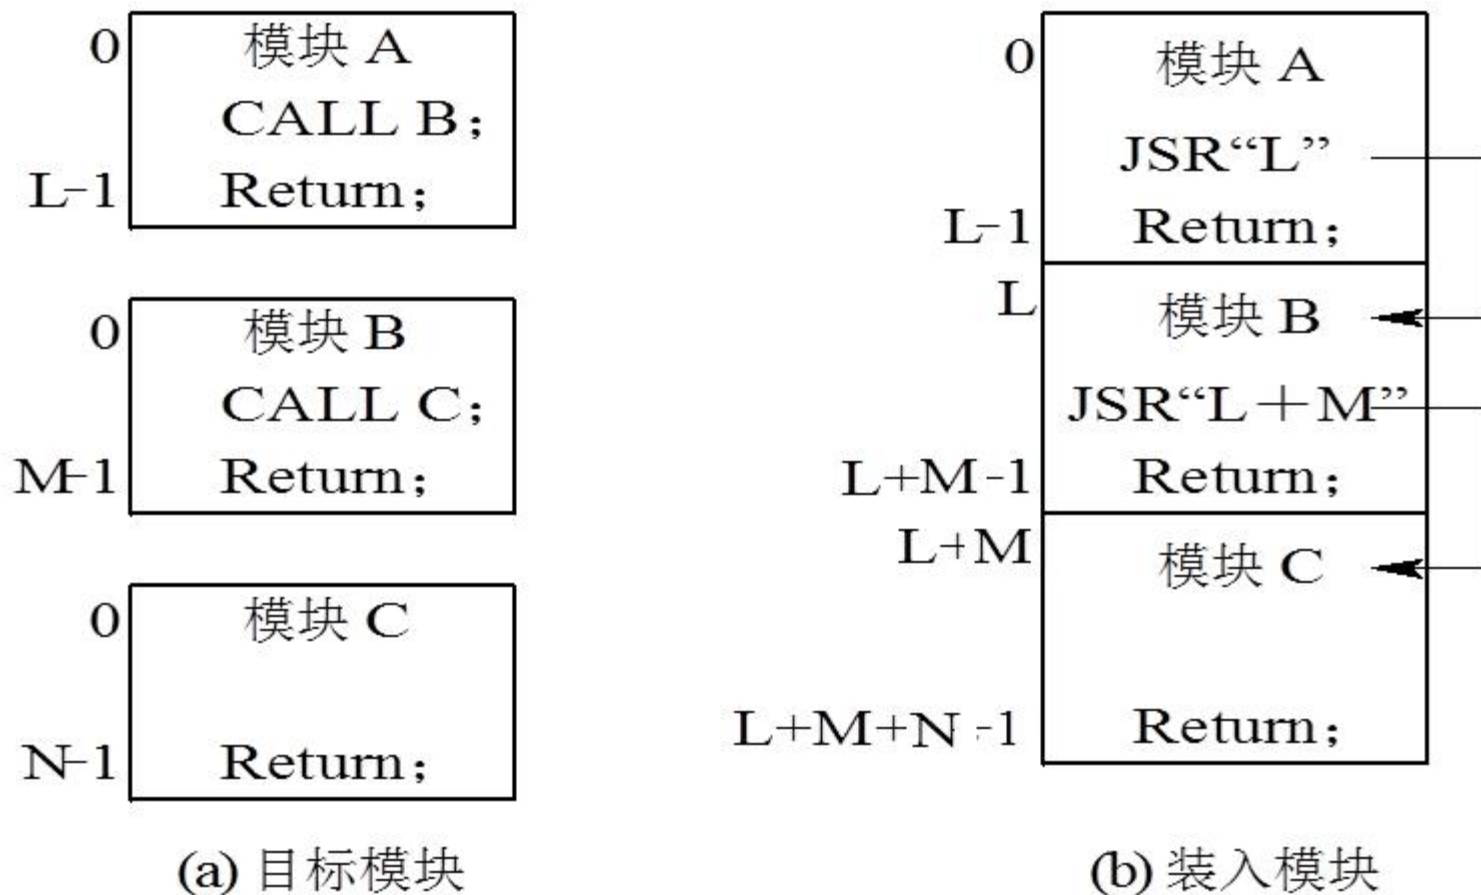 0
模块 A
CALL B;
L-1
Return;
0
模块 B
CALL C;
M-1
Return;
0
模块 C
N-1
Return;
(a) 目标模块
0
模块 A
JSR“L”
L-1
Return;
L
模块 B
JSR“L+M”
L+M-1
Return;
L+M
模块 C
L+M+N-1
Return;
(b) 装入模块